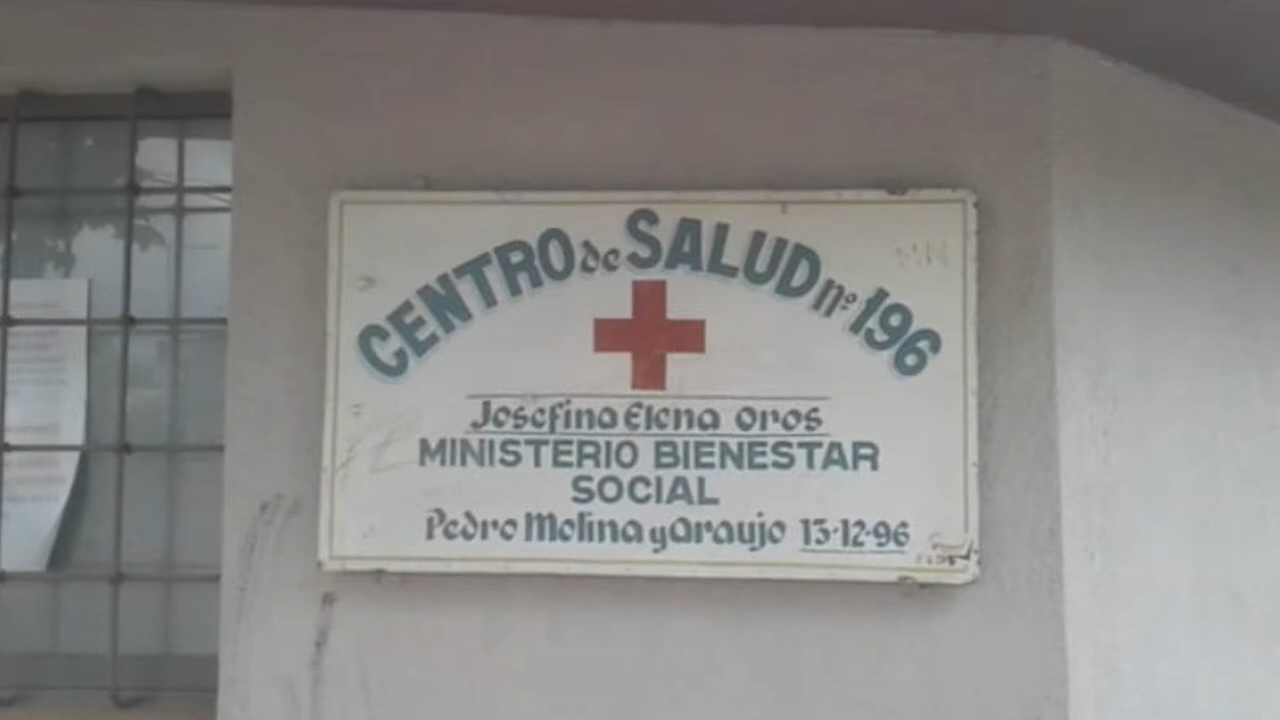 CENTRO de SALUD nº 196
Josefina Elena Oros
MINISTERIO BIENESTAR
SOCIAL
Pedro Molina y Araujo 13-12-96